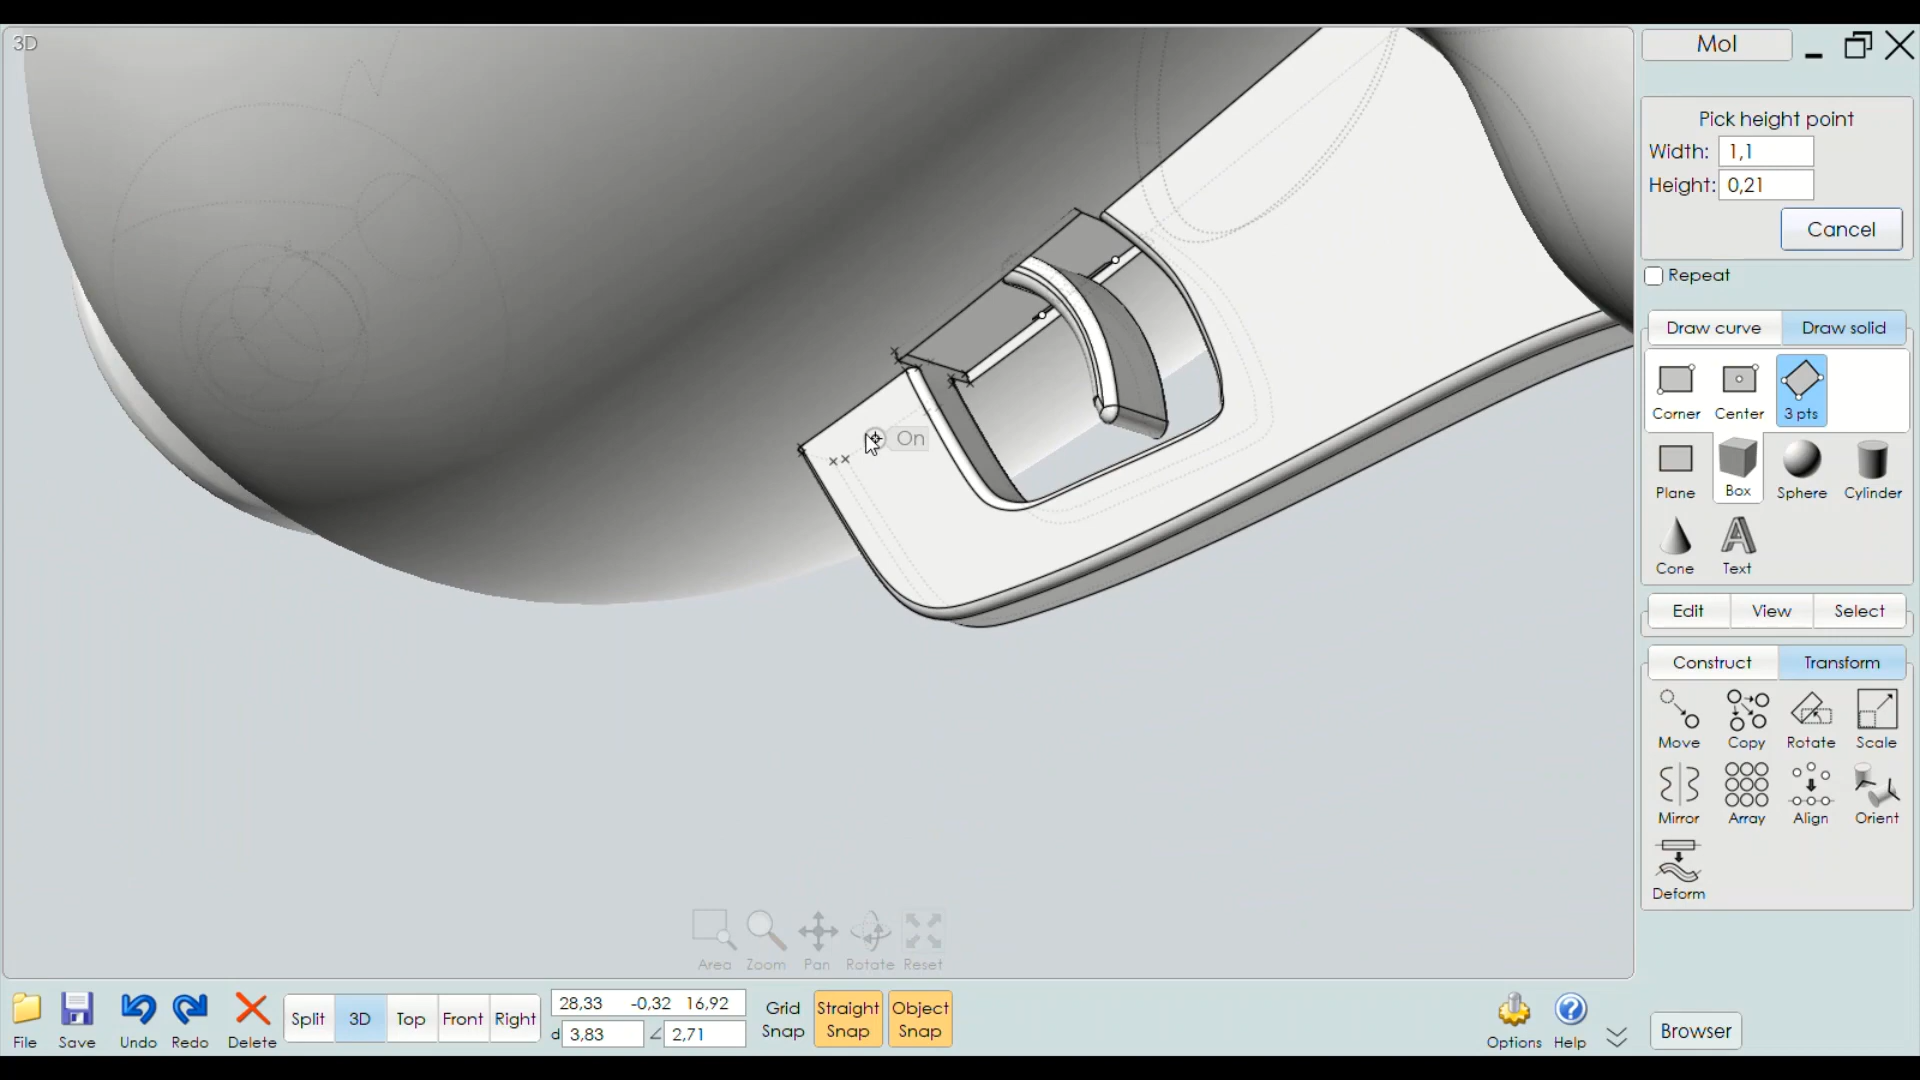 3D
MoI
Pick height point
Width: 1,1
Height: 0,21
Cancel
Repeat
Draw curve Draw solid
Corner Center 3 pts
Plane Box Sphere Cylinder
Cone Text
On
Edit View Select
Construct Transform
Move Copy Rotate Scale
Mirror Array Align Orient
Deform
Area Zoom Pan Rotate Reset
File Save Undo Redo Delete
Split 3D Top Front Right
28,33 -0,32 16,92
d 3,83 ∠ 2,71
Grid Snap
Straight Snap
Object Snap
Options Help
Browser